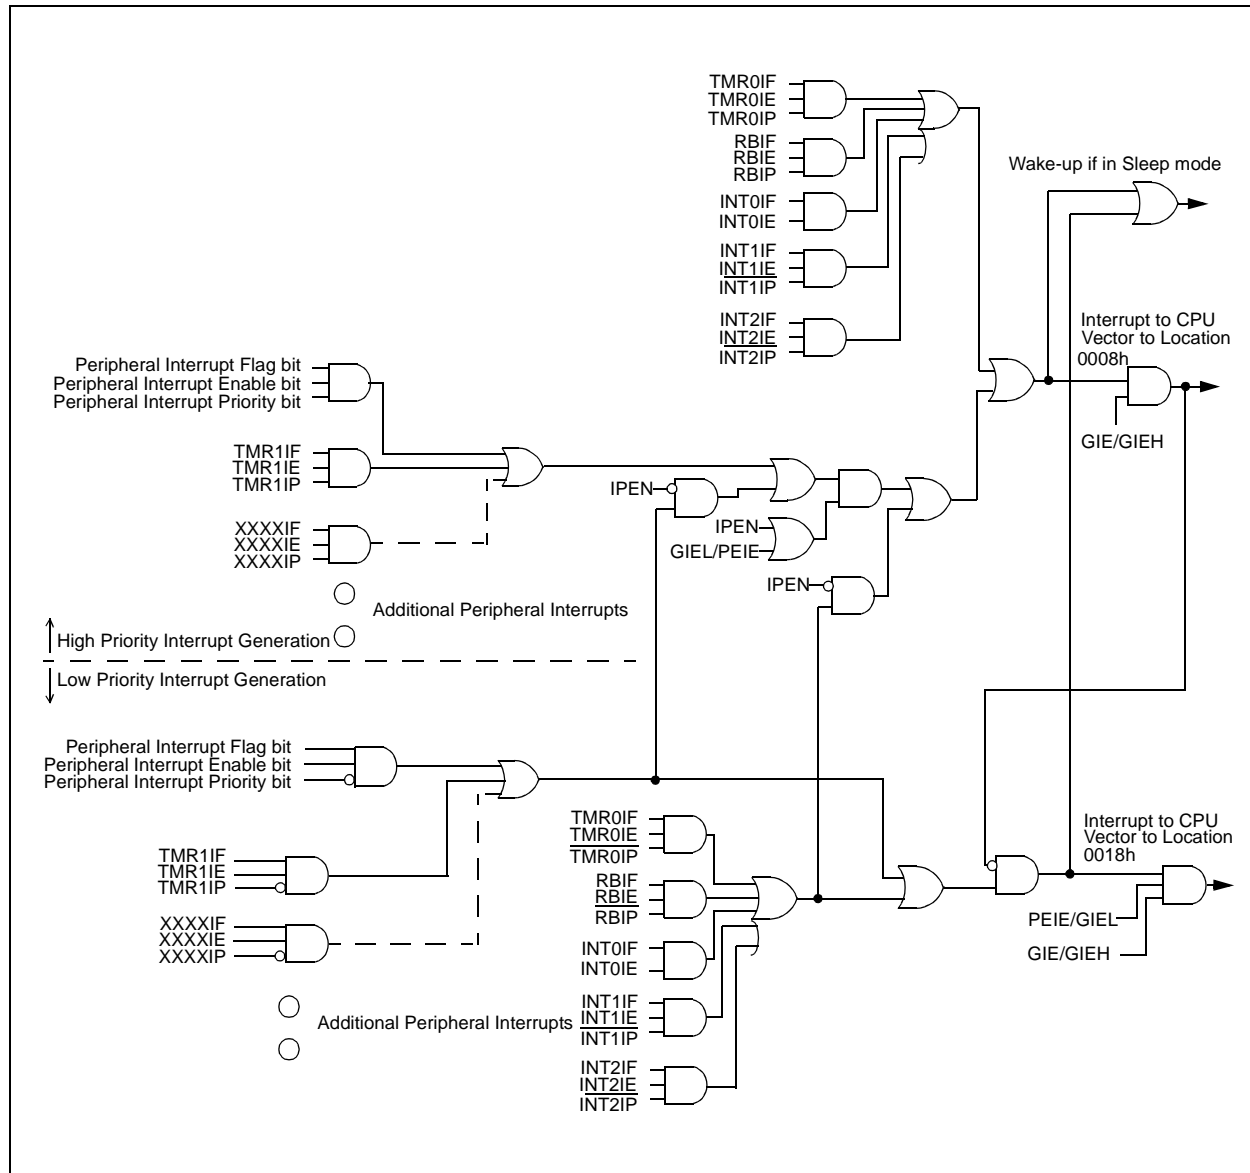 TMR0IF
TMR0IE
TMR0IP
RBIF
RBIE
RBIP
INT0IF
INT0IE
INT1IF
INT1IE
INT1IP
INT2IF
INT2IE
INT2IP
Wake-up if in Sleep mode
Interrupt to CPU
Vector to Location
0008h
GIE/GIEH
Peripheral Interrupt Flag bit
Peripheral Interrupt Enable bit
Peripheral Interrupt Priority bit
TMR1IF
TMR1IE
TMR1IP
XXXXIF
XXXXIE
XXXXIP
IPEN
IPEN
GIEL/PEIE
IPEN
Additional Peripheral Interrupts
High Priority Interrupt Generation
Low Priority Interrupt Generation
Peripheral Interrupt Flag bit
Peripheral Interrupt Enable bit
Peripheral Interrupt Priority bit
TMR1IF
TMR1IE
TMR1IP
XXXXIF
XXXXIE
XXXXIP
Additional Peripheral Interrupts
TMR0IF
TMR0IE
TMR0IP
RBIF
RBIE
RBIP
INT0IF
INT0IE
INT1IF
INT1IE
INT1IP
INT2IF
INT2IE
INT2IP
Interrupt to CPU
Vector to Location
0018h
PEIE/GIEL
GIE/GIEH